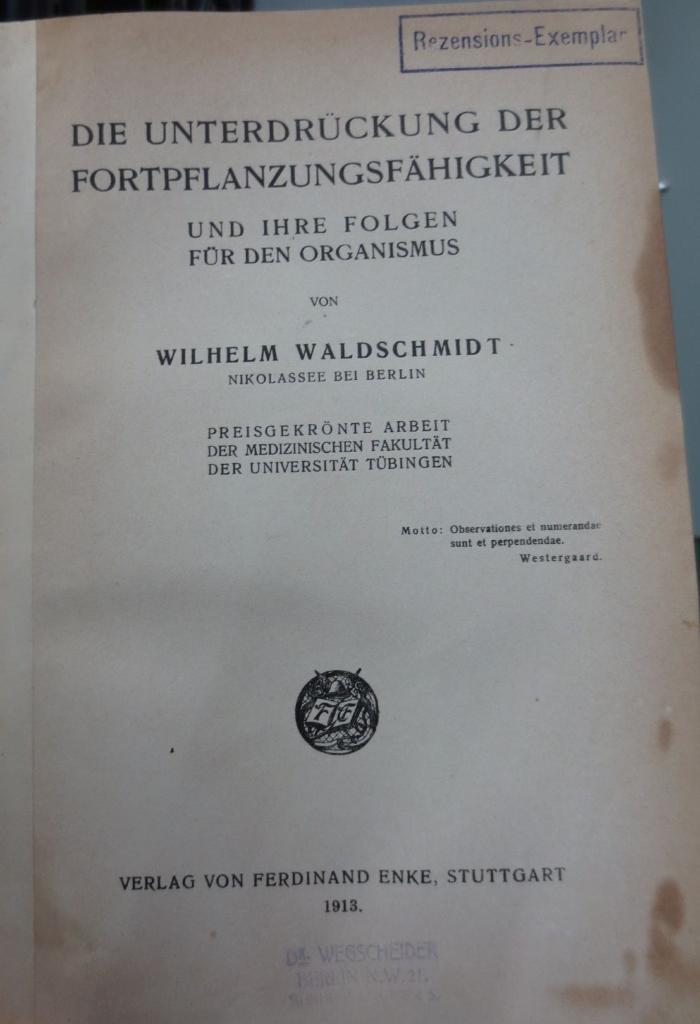 Rezensions-Exemplar
DIE UNTERDRÜCKUNG DER
FORTPFLANZUNGSFÄHIGKEIT
UND IHRE FOLGEN
FÜR DEN ORGANISMUS
VON
WILHELM WALDSCHMIDT
NIKOLASSEE BEI BERLIN
PREISGEKRÖNTE ARBEIT
DER MEDIZINISCHEN FAKULTÄT
DER UNIVERSITÄT TÜBINGEN
Motto: Observationes et numerandae
sunt et perpendendae.
Westergaard.
F E
VERLAG VON FERDINAND ENKE, STUTTGART
1913.
DR. WEGSCHEIDER
BERLIN N.W. 21.